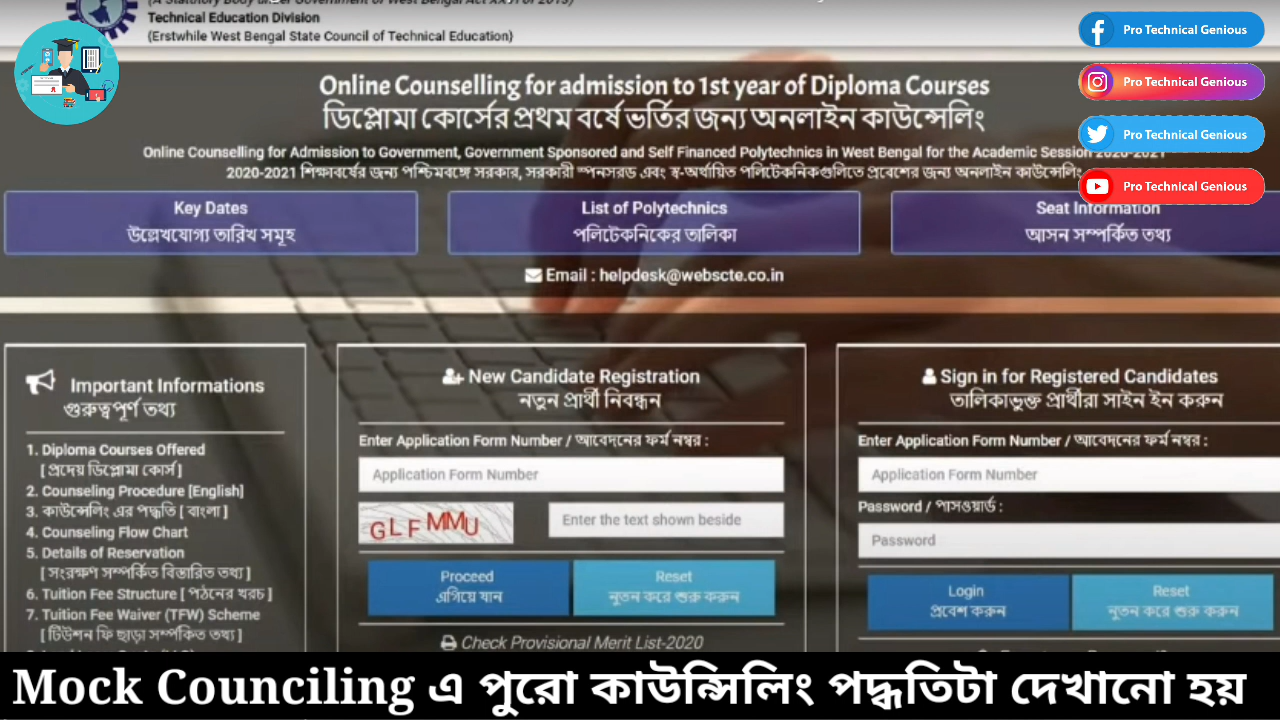 Technical Education Division
(Erstwhile West Bengal State Council of Technical Education)
Pro Technical Genious
Pro Technical Genious
Pro Technical Genious
Pro Technical Genious
Online Counselling for admission to 1st year of Diploma Courses
ডিপ্লোমা কোর্সের প্রথম বর্ষে ভর্তির জন্য অনলাইন কাউন্সেলিং
Online Counselling for Admission to Government, Government Sponsored and Self Financed Polytechnics in West Bengal for the Academic Session 2020-2021
2020-2021 শিক্ষাবর্ষের জন্য পশ্চিমবঙ্গে সরকার, সরকারী স্পনসরড এবং স্ব-অর্থায়িত পলিটেকনিকগুলিতে প্রবেশের জন্য অনলাইন কাউন্সেলিং
Key Dates
উল্লেখযোগ্য তারিখ সমূহ
List of Polytechnics
পলিটেকনিকের তালিকা
Seat Information
আসন সম্পর্কিত তথ্য
Email : helpdesk@webscte.co.in
Important Informations
গুরুত্বপূর্ণ তথ্য
1. Diploma Courses Offered
[ প্রদেয় ডিপ্লোমা কোর্স ]
2. Counseling Procedure [English]
3. কাউন্সেলিং এর পদ্ধতি [ বাংলা ]
4. Counseling Flow Chart
5. Details of Reservation
[ সংরক্ষণ সম্পর্কিত বিস্তারিত তথ্য ]
6. Tuition Fee Structure [ পঠনের খরচ ]
7. Tuition Fee Waiver (TFW) Scheme
[ টিউশন ফি ছাড়া সম্পর্কিত তথ্য ]
New Candidate Registration
নতুন প্রার্থী নিবন্ধন
Enter Application Form Number / আবেদনের ফর্ম নম্বর :
Application Form Number
GLFMMU
Enter the text shown beside
Proceed
এগিয়ে যান
Reset
নূতন করে শুরু করুন
Check Provisional Merit List-2020
Sign in for Registered Candidates
তালিকাভুক্ত প্রার্থীরা সাইন ইন করুন
Enter Application Form Number / আবেদনের ফর্ম নম্বর :
Application Form Number
Password / পাসওয়ার্ড :
Password
Login
প্রবেশ করুন
Reset
নূতন করে শুরু করুন
Mock Counciling এ পুরো কাউন্সিলিং পদ্ধতিটা দেখানো হয়